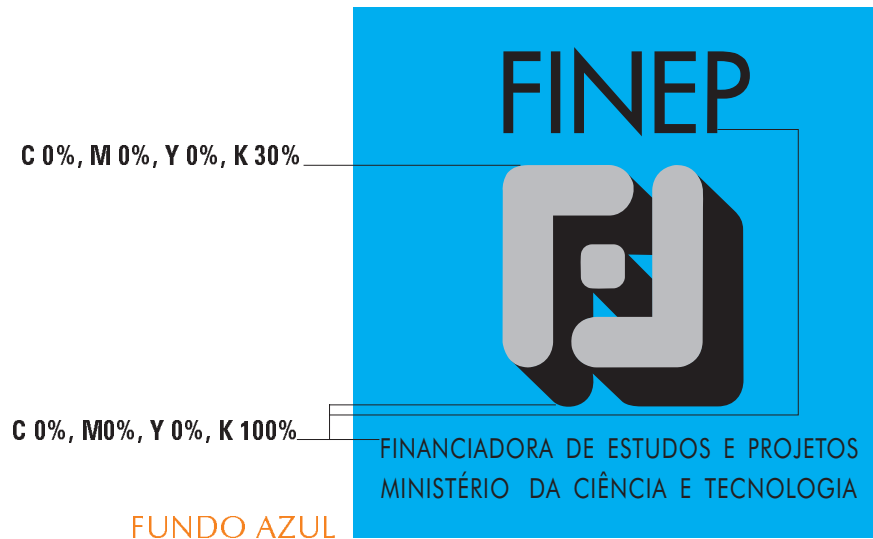 FINEP
C 0%, M 0%, Y 0%, K 30%
C 0%, M0%, Y 0%, K 100%
FINANCIADORA DE ESTUDOS E PROJETOS
MINISTÉRIO DA CIÊNCIA E TECNOLOGIA
FUNDO AZUL